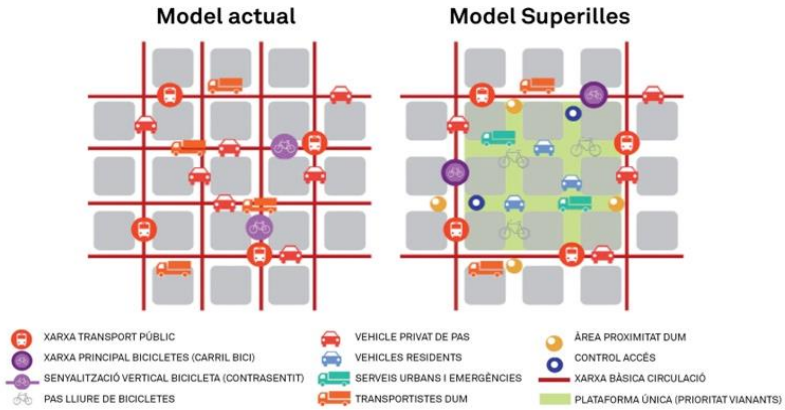 Model actual
Model Superilles
XARXA TRANSPORT PÚBLIC
XARXA PRINCIPAL BICICLETES (CARRIL BICI)
SENYALITZACIÓ VERTICAL BICICLETA (CONTRASENTIT)
PAS LLIURE DE BICICLETES
VEHICLE PRIVAT DE PAS
VEHICLES RESIDENTS
SERVEIS URBANS I EMERGÈNCIES
TRANSPORTISTES DUM
ÀREA PROXIMITAT DUM
CONTROL ACCÉS
XARXA BÀSICA CIRCULACIÓ
PLATAFORMA ÚNICA (PRIORITAT VIANANTS)